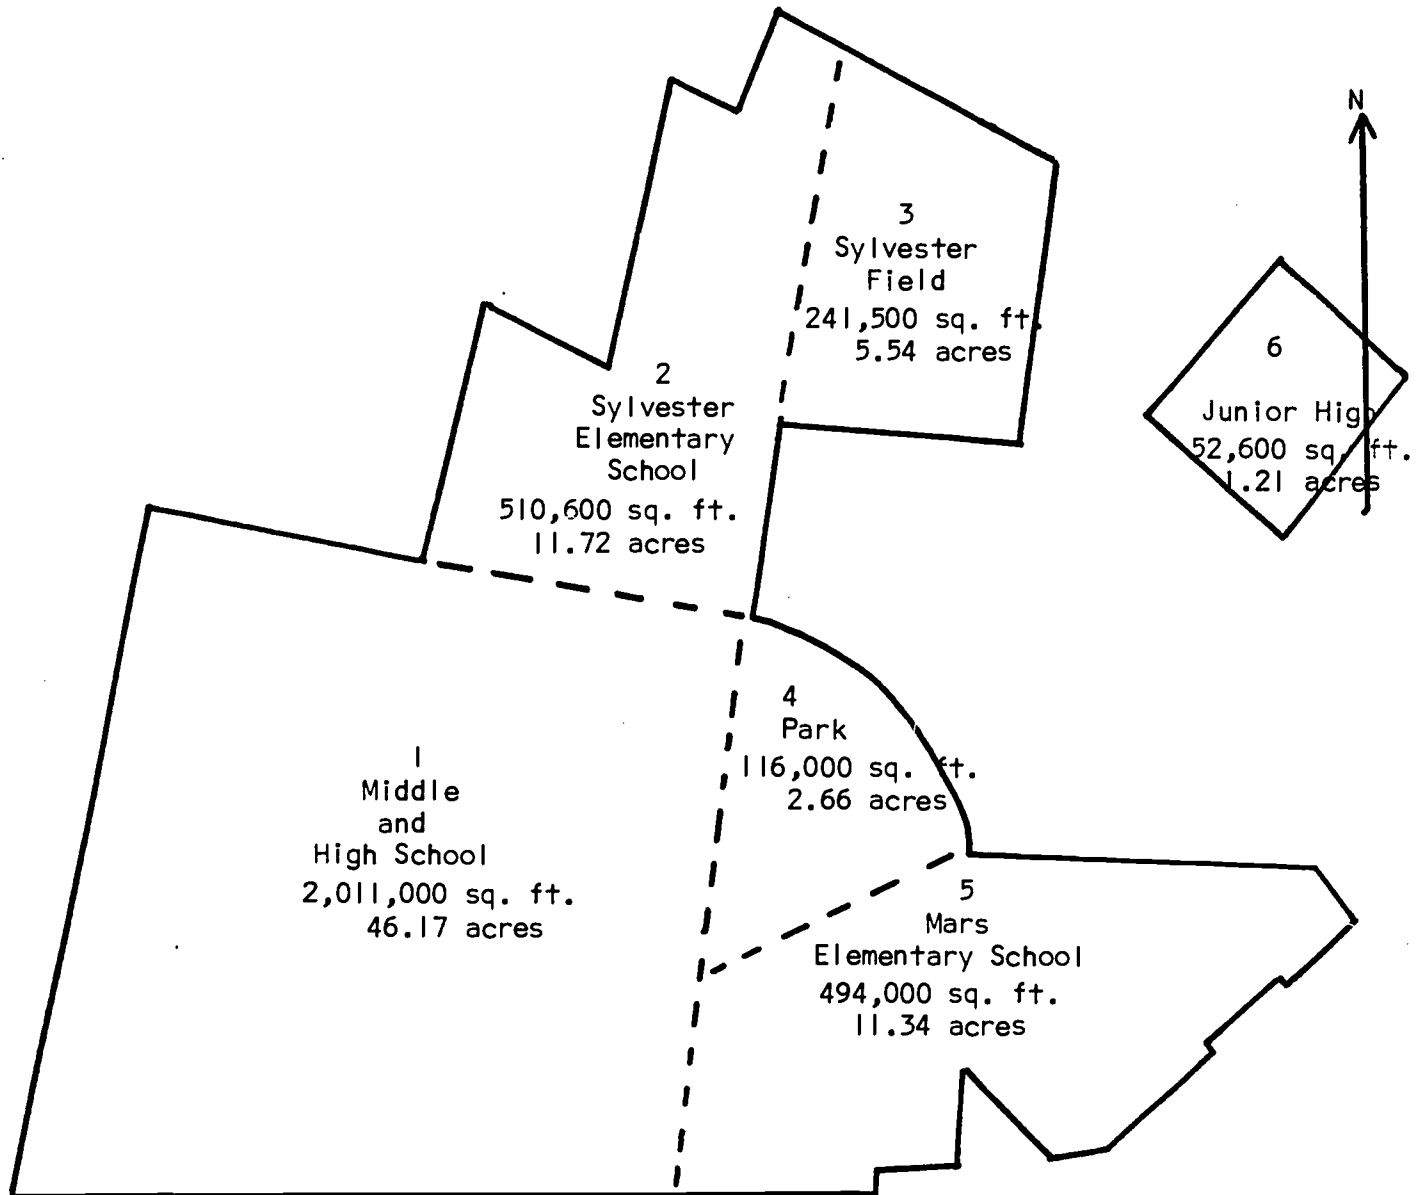 N
3
Sylvester
Field
241,500 sq. ft.
5.54 acres
6
Junior High
52,600 sq. ft.
1.21 acres
2
Sylvester
Elementary
School
510,600 sq. ft.
11.72 acres
4
Park
116,000 sq. ft.
2.66 acres
1
Middle
and
High School
2,011,000 sq. ft.
46.17 acres
5
Mars
Elementary School
494,000 sq. ft.
11.34 acres